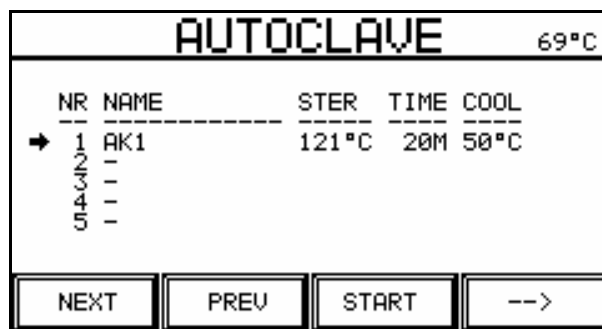 AUTOCLAVE 69°C
NR NAME STER TIME COOL
-- ------------ ----- ---- ----
➡ 1 AK1 121°C 20M 50°C
2 -
3 -
4 -
5 -
NEXT PREV START -->